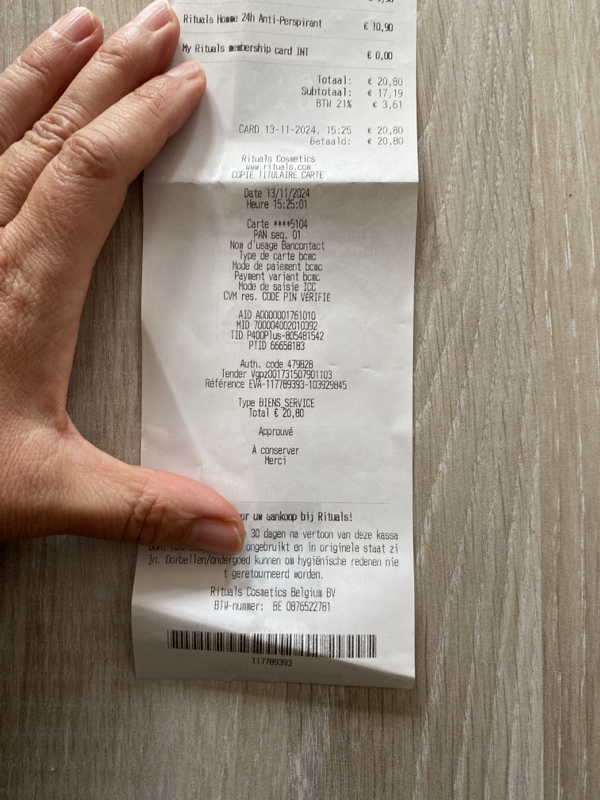 Rituals Homme 24h Anti-Perspirant € 10,90
My Rituals membership card INT € 0,00
Totaal: € 20,80
Subtotaal: € 17,19
BTW 21% € 3,61
CARD 13-11-2024, 15:25 € 20,80
Betaald: € 20,80
Rituals Cosmetics
www.rituals.com
COPIE TITULAIRE CARTE
Date 13/11/2024
Heure 15:25:01
Carte ****5104
PAN seq. 01
Nom d'usage Bancontact
Type de carte bcmc
Mode de paiement bcmc
Payment variant bcmc
Mode de saisie ICC
CVM res. CODE PIN VÉRIFIÉ
AID A0000001761010
MID 700004002010392
TID P400Plus-805481542
PTID 66658183
Auth. code 479828
Tender Vgpz001731507901103
Référence EVA-117789393-103929845
Type BIENS_SERVICE
Total € 20,80
Approuvé
À conserver
Merci
uw aankoop bij Rituals!
30 dagen na vertoon van deze kassa
ongebruikt en in originele staat zi
jn. Oorbellen/ondergoed kunnen om hygiënische redenen nie
t geretourneerd worden.
Rituals Cosmetics Belgium BV
BTW-nummer: BE 0876522781
117789393